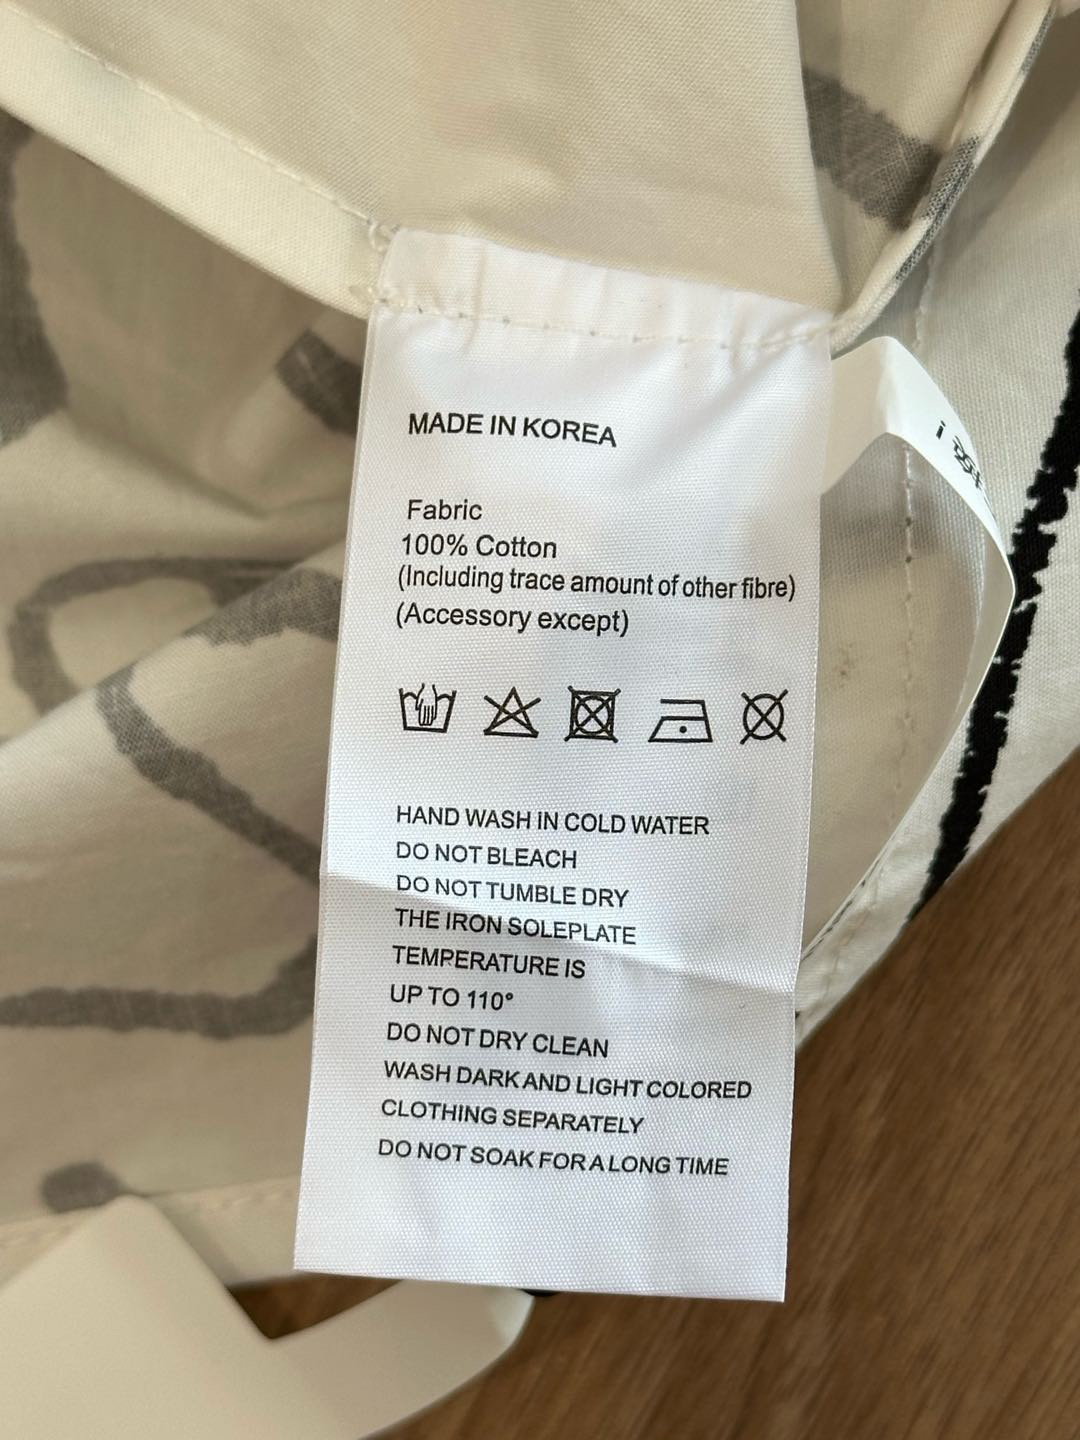 MADE IN KOREA
Fabric
100% Cotton
(Including trace amount of other fibre)
(Accessory except)
HAND WASH IN COLD WATER
DO NOT BLEACH
DO NOT TUMBLE DRY
THE IRON SOLEPLATE
TEMPERATURE IS
UP TO 110°
DO NOT DRY CLEAN
WASH DARK AND LIGHT COLORED
CLOTHING SEPARATELY
DO NOT SOAK FOR A LONG TIME